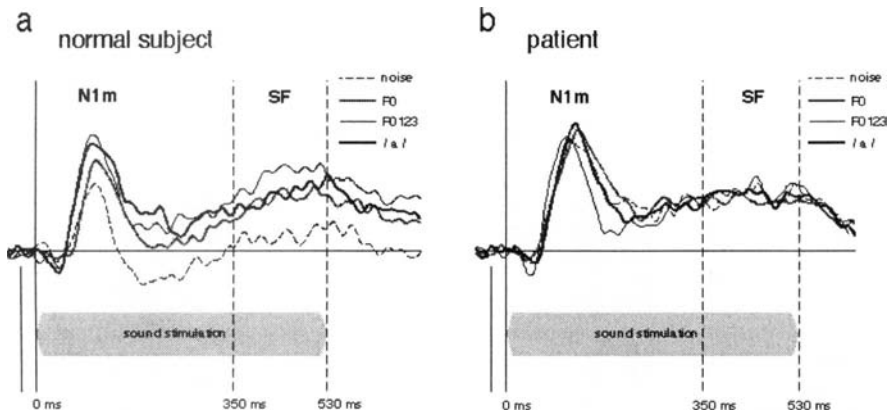 a
normal subject
N1m
SF
noise
F0
F0123
/a/
sound stimulation
0 ms
350 ms
530 ms
b
patient
N1m
SF
noise
F0
F0123
/a/
sound stimulation
0 ms
350 ms
530 ms